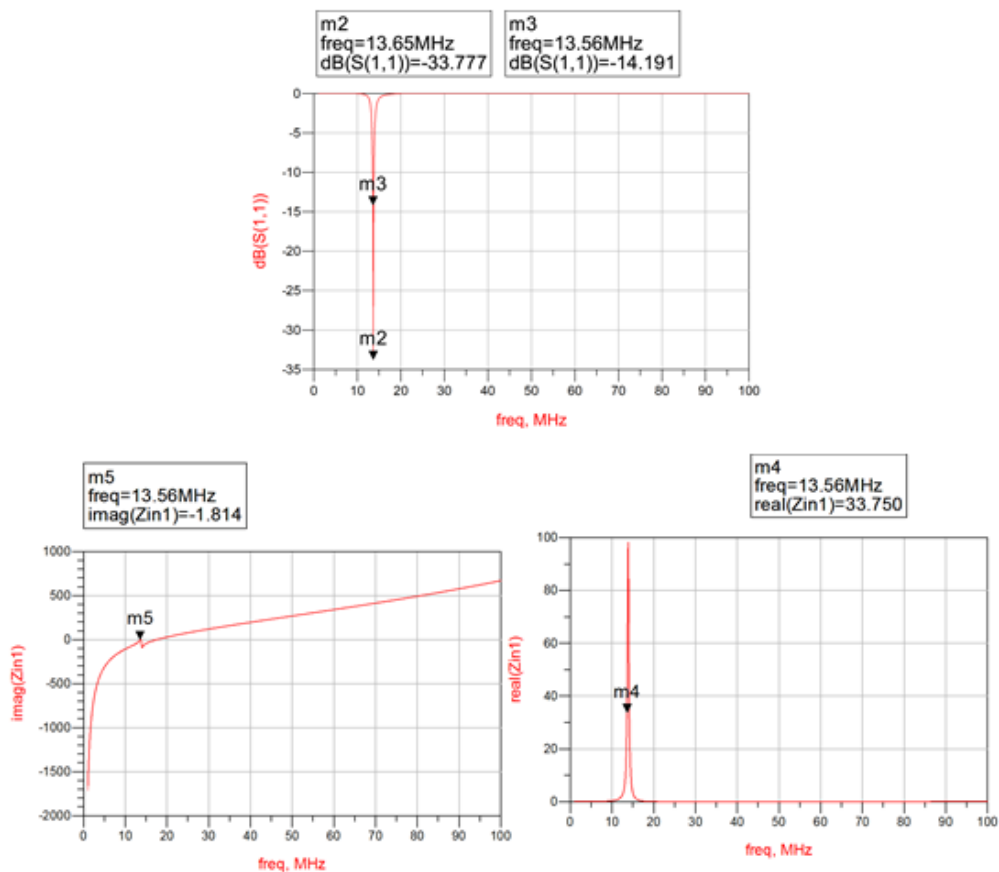 m2
freq=13.65MHz
dB(S(1,1))=-33.777
m3
freq=13.56MHz
dB(S(1,1))=-14.191
0
-5
-10
-15
-20
-25
-30
-35
dB(S(1,1))
m3
m2
0 10 20 30 40 50 60 70 80 90 100
freq, MHz
m5
freq=13.56MHz
imag(Zin1)=-1.814
1000
500
0
-500
-1000
-1500
-2000
imag(Zin1)
m5
0 10 20 30 40 50 60 70 80 90 100
freq, MHz
m4
freq=13.56MHz
real(Zin1)=33.750
100
80
60
40
20
0
real(Zin1)
m4
0 10 20 30 40 50 60 70 80 90 100
freq, MHz